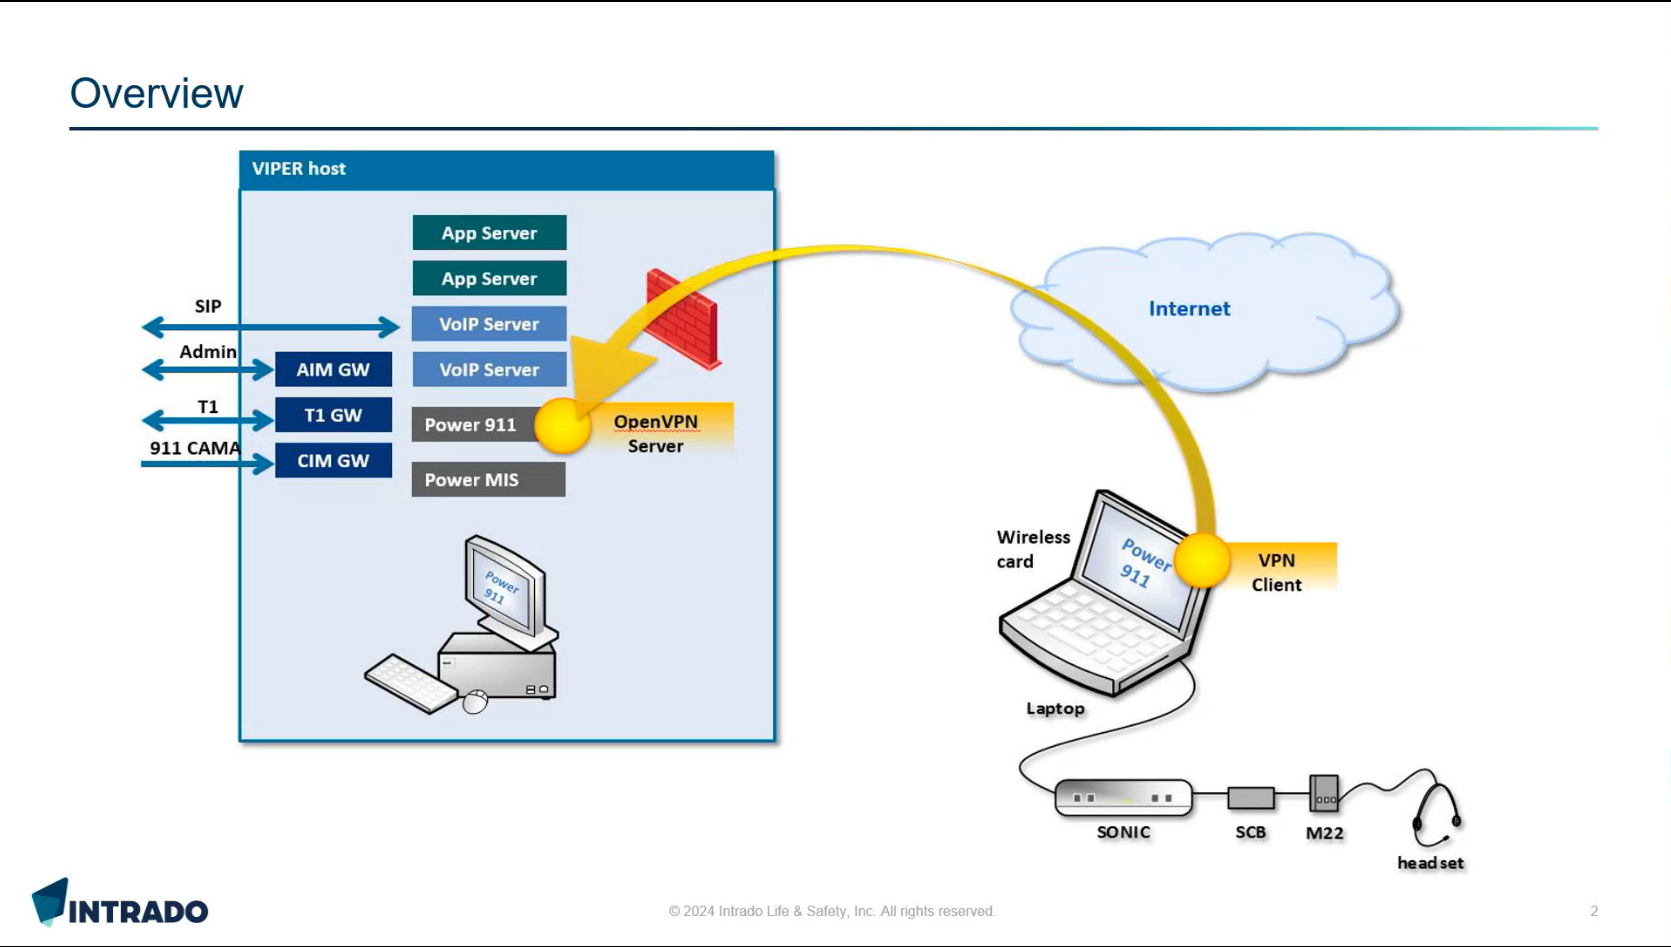 Overview
VIPER host
App Server
App Server
SIP
VoIP Server
Admin
AIM GW
VoIP Server
T1
T1 GW
Power 911
OpenVPN
Server
911 CAMA
CIM GW
Power MIS
Power
911
Internet
Wireless
card
Power
911
VPN
Client
Laptop
SONIC
SCB
M22
head set
INTRADO
© 2024 Intrado Life & Safety, Inc. All rights reserved.
2